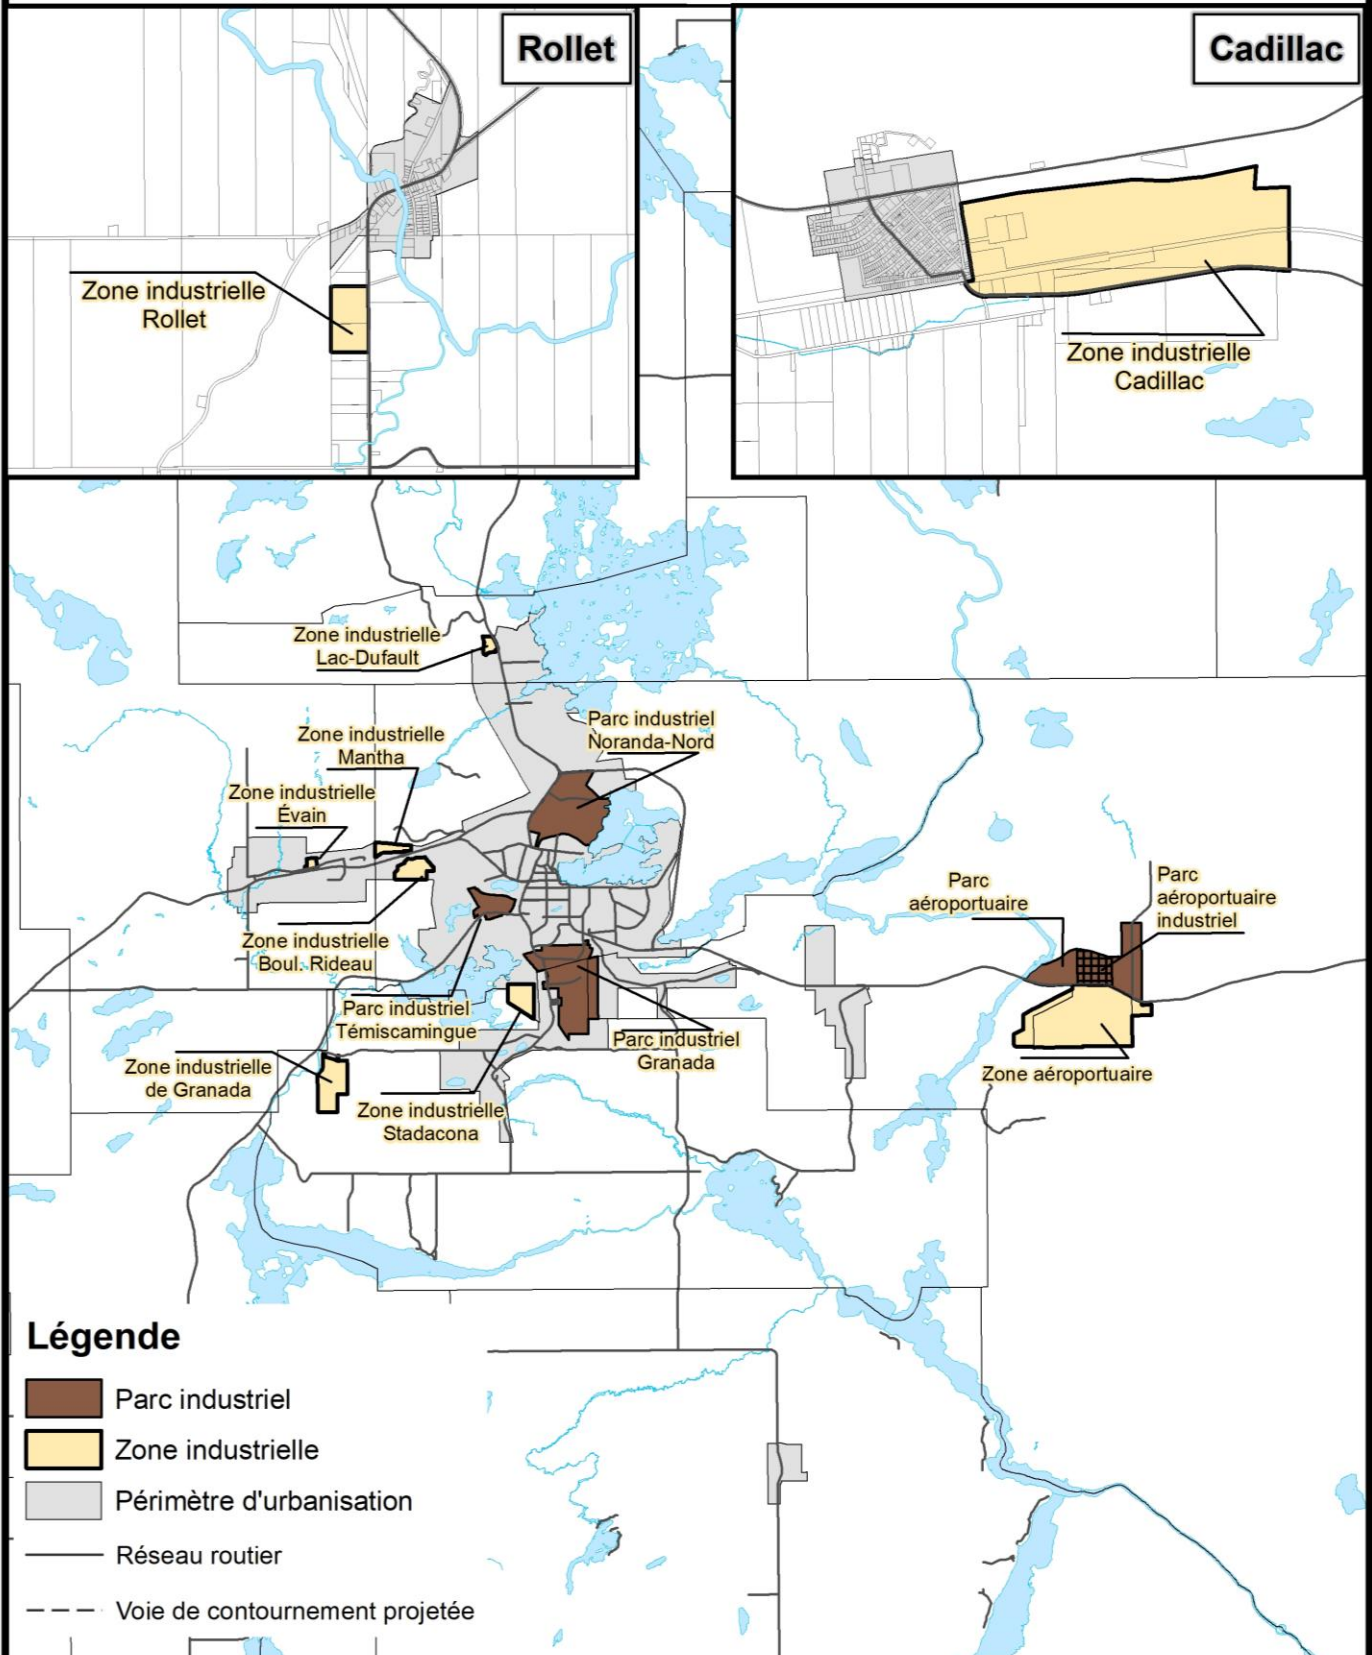 Rollet
Cadillac
Zone industrielle
Rollet
Zone industrielle
Cadillac
Zone industrielle
Lac-Dufault
Parc industriel
Noranda-Nord
Zone industrielle
Mantha
Zone industrielle
Évain
Parc
aéroportuaire
Parc
aéroportuaire
industriel
Zone industrielle
Boul. Rideau
Parc industriel
Témiscamingue
Parc industriel
Granada
Zone industrielle
de Granada
Zone aéroportuaire
Zone industrielle
Stadacona
Légende
Parc industriel
Zone industrielle
Périmètre d'urbanisation
Réseau routier
Voie de contournement projetée